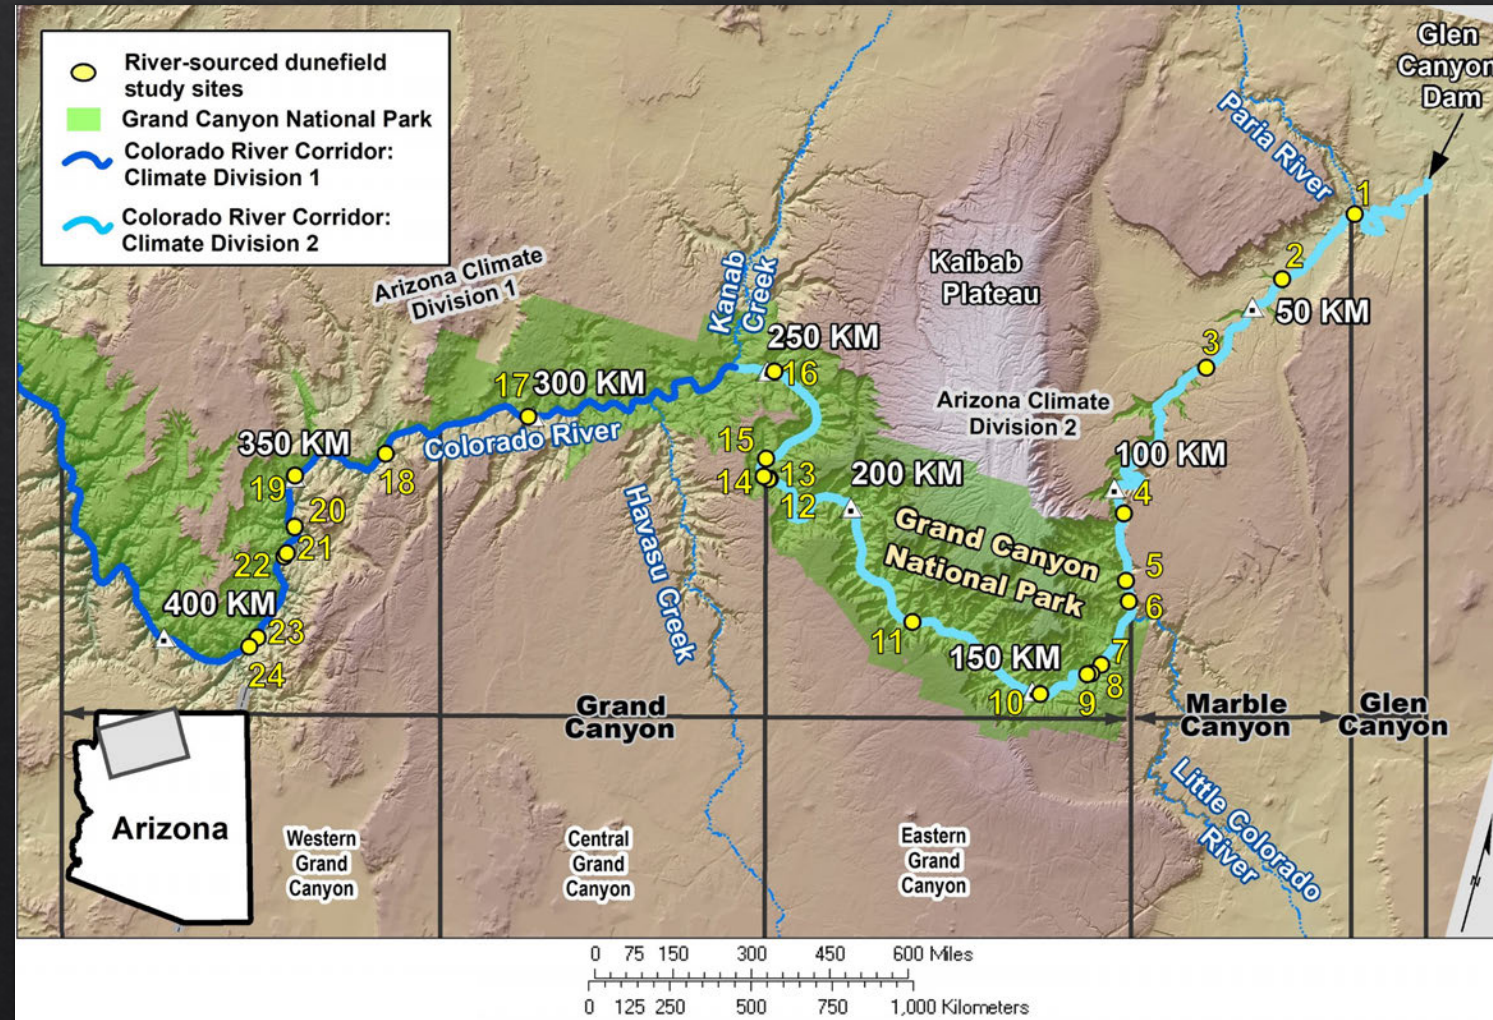 River-sourced dunefield
study sites
Grand Canyon National Park
Colorado River Corridor:
Climate Division 1
Colorado River Corridor:
Climate Division 2
Glen
Canyon
Dam
Paria River
1
2
50 KM
3
Kaibab
Plateau
Arizona Climate
Division 1
Kanab
Creek
250 KM
16
17
300 KM
Colorado River
Arizona Climate
Division 2
100 KM
4
350 KM
18
19
15
14
13
12
200 KM
Grand Canyon
National Park
20
21
22
5
6
400 KM
23
24
Havasu Creek
11
150 KM
10
7
8
9
Grand
Canyon
Marble
Canyon
Glen
Canyon
Little Colorado
River
Arizona
Western
Grand
Canyon
Central
Grand
Canyon
Eastern
Grand
Canyon
N
0 75 150 300 450 600 Miles
0 125 250 500 750 1,000 Kilometers